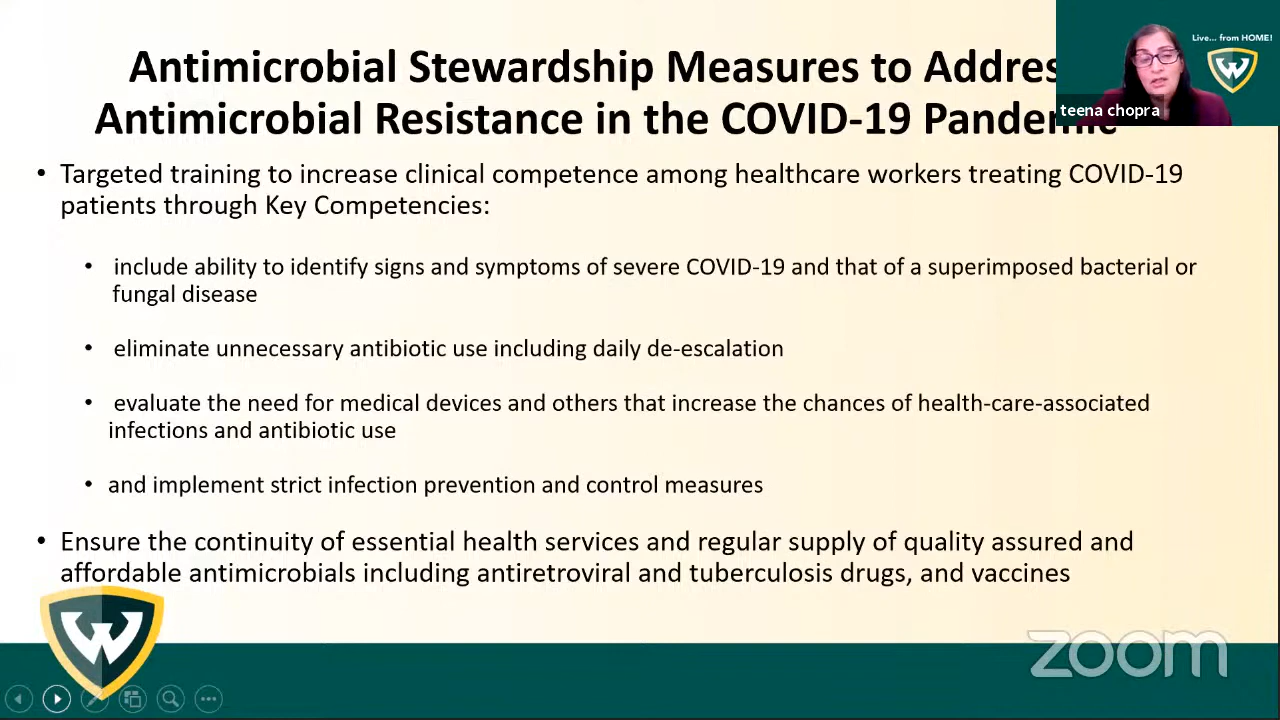 Antimicrobial Stewardship Measures to Addres
Antimicrobial Resistance in the COVID-19 Pandemic
Live... from HOME!
teena chopra
• Targeted training to increase clinical competence among healthcare workers treating COVID-19
patients through Key Competencies:
• include ability to identify signs and symptoms of severe COVID-19 and that of a superimposed bacterial or
fungal disease
• eliminate unnecessary antibiotic use including daily de-escalation
• evaluate the need for medical devices and others that increase the chances of health-care-associated
infections and antibiotic use
• and implement strict infection prevention and control measures
• Ensure the continuity of essential health services and regular supply of quality assured and
affordable antimicrobials including antiretroviral and tuberculosis drugs, and vaccines
W
W
zoom